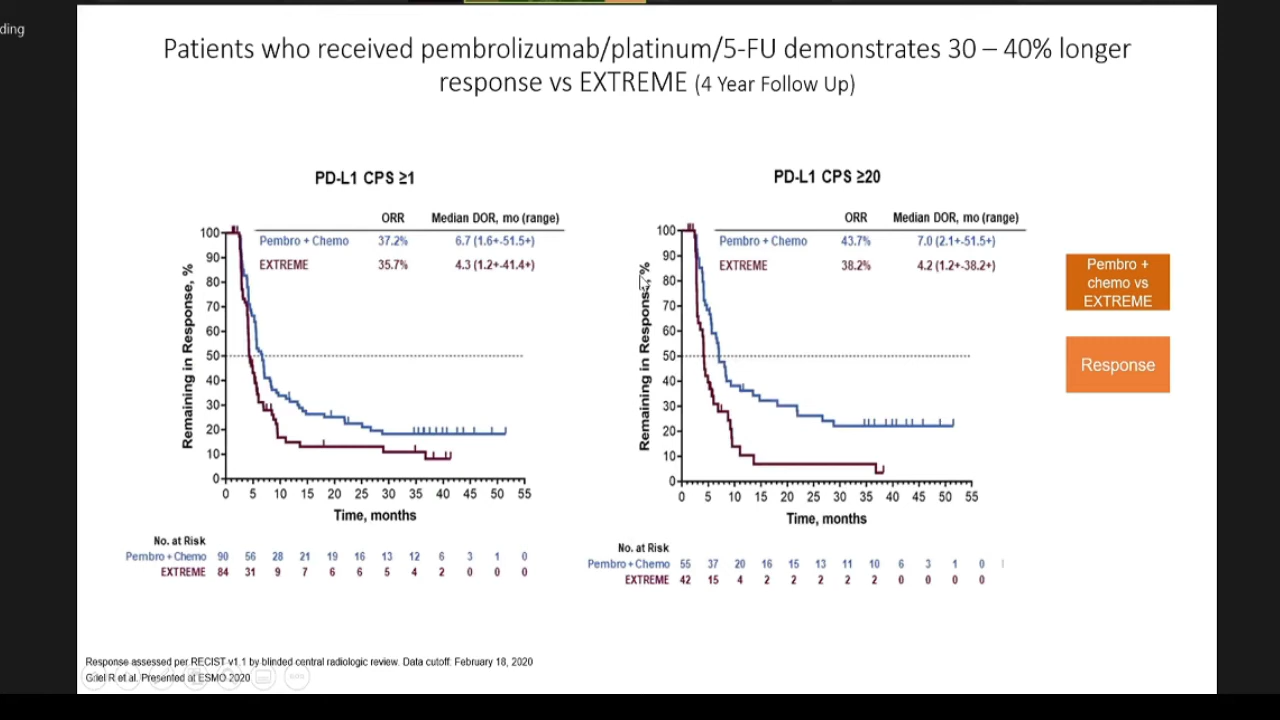 ding
Patients who received pembrolizumab/platinum/5-FU demonstrates 30 – 40% longer
response vs EXTREME (4 Year Follow Up)
PD-L1 CPS ≥1
ORR Median DOR, mo (range)
Pembro + Chemo 37.2% 6.7 (1.6+-51.5+)
EXTREME 35.7% 4.3 (1.2+-41.4+)
Remaining in Response, %
100
90
80
70
60
50
40
30
20
10
0
0 5 10 15 20 25 30 35 40 45 50 55
Time, months
No. at Risk
Pembro + Chemo 90 56 28 21 19 16 13 12 6 3 1 0
EXTREME 84 31 9 7 6 6 5 4 2 0 0 0
PD-L1 CPS ≥20
ORR Median DOR, mo (range)
Pembro + Chemo 43.7% 7.0 (2.1+-51.5+)
EXTREME 38.2% 4.2 (1.2+-38.2+)
Remaining in Response, %
100
90
80
70
60
50
40
30
20
10
0
0 5 10 15 20 25 30 35 40 45 50 55
Time, months
No. at Risk
Pembro + Chemo 55 37 20 16 15 13 11 10 6 3 1 0
EXTREME 42 15 4 2 2 2 2 2 0 0 0 0
Pembro +
chemo vs
EXTREME
Response
Response assessed per RECIST v1.1 by blinded central radiologic review. Data cutoff: February 18, 2020
R et al. Presented at ESMO 2020